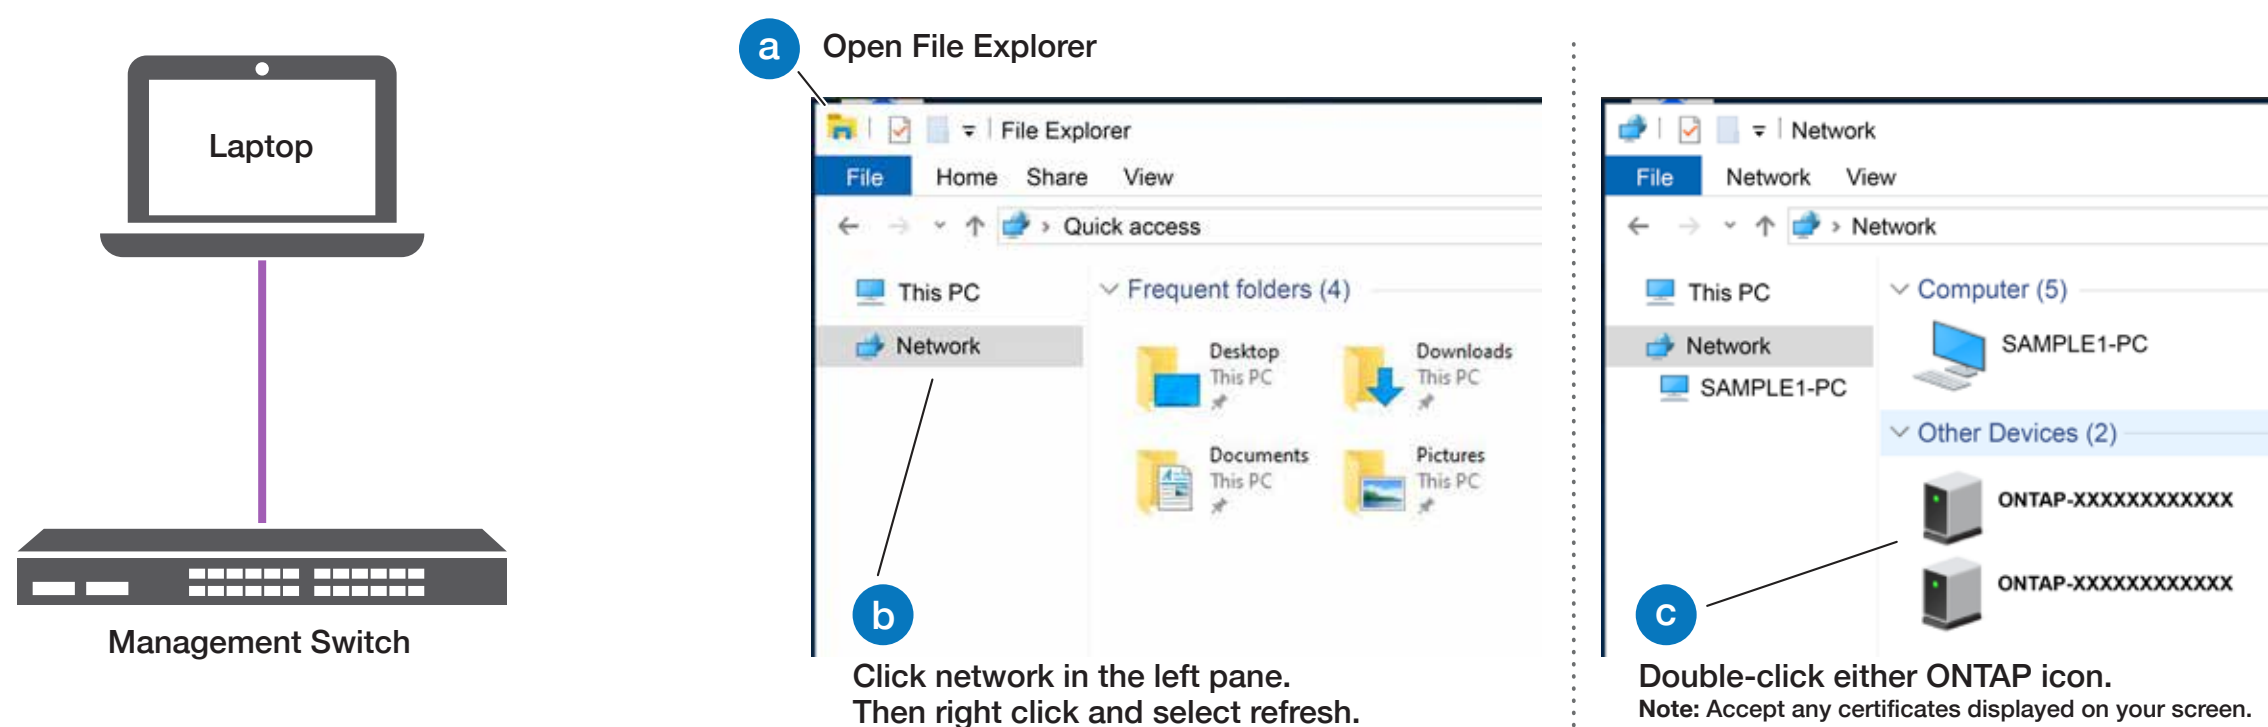 Laptop
Management Switch
a
Open File Explorer
File Explorer
File Home Share View
Quick access
This PC
Network
Frequent folders (4)
Desktop
This PC
Downloads
This PC
Documents
This PC
Pictures
This PC
b
Click network in the left pane.
Then right click and select refresh.
Network
File Network View
Network
This PC
Network
SAMPLE1-PC
Computer (5)
SAMPLE1-PC
Other Devices (2)
ONTAP-XXXXXXXXXXXX
ONTAP-XXXXXXXXXXXX
c
Double-click either ONTAP icon.
Note: Accept any certificates displayed on your screen.